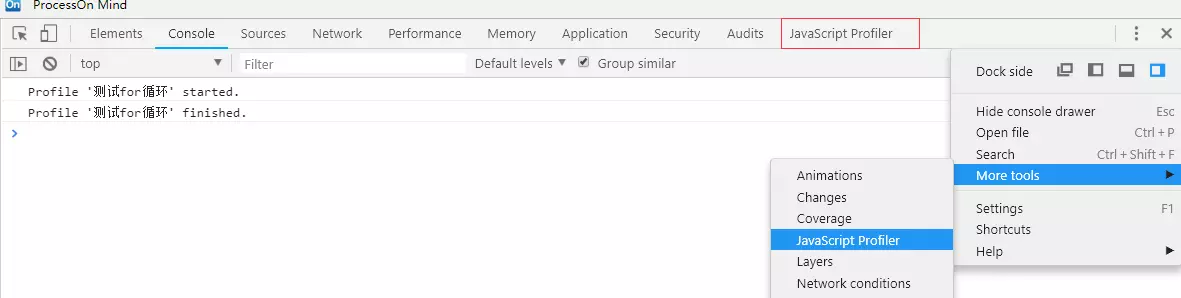 On ProcessOn Mind
Elements Console Sources Network Performance Memory Application Security Audits JavaScript Profiler
top Filter Default levels Group similar
Profile '测试for循环' started.
Profile '测试for循环' finished.
Dock side
Hide console drawer Esc
Open file Ctrl + P
Search Ctrl + Shift + F
More tools
Settings F1
Shortcuts
Help
Animations
Changes
Coverage
JavaScript Profiler
Layers
Network conditions